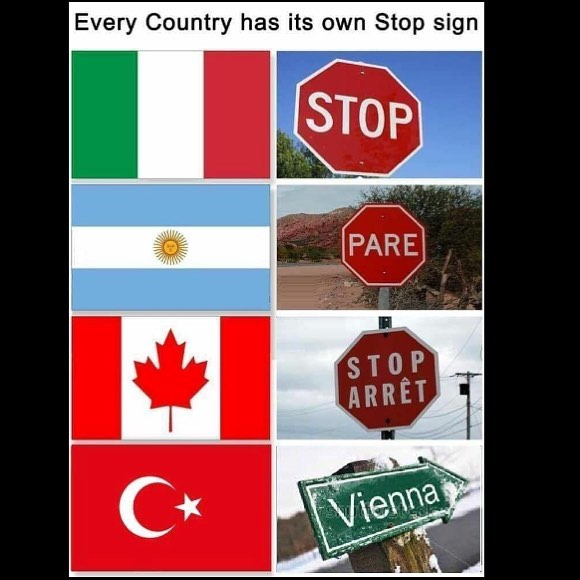 Every Country has its own Stop sign
STOP
PARE
STOP
ARRÊT
Vienna